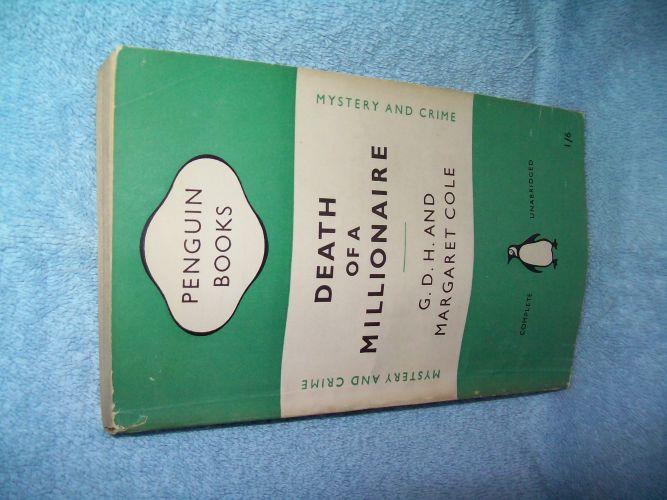 PENGUIN
BOOKS
MYSTERY AND CRIME
DEATH
OF A
MILLIONAIRE
G. D. H. AND
MARGARET COLE
MYSTERY AND CRIME
COMPLETE
UNABRIDGED
1/6